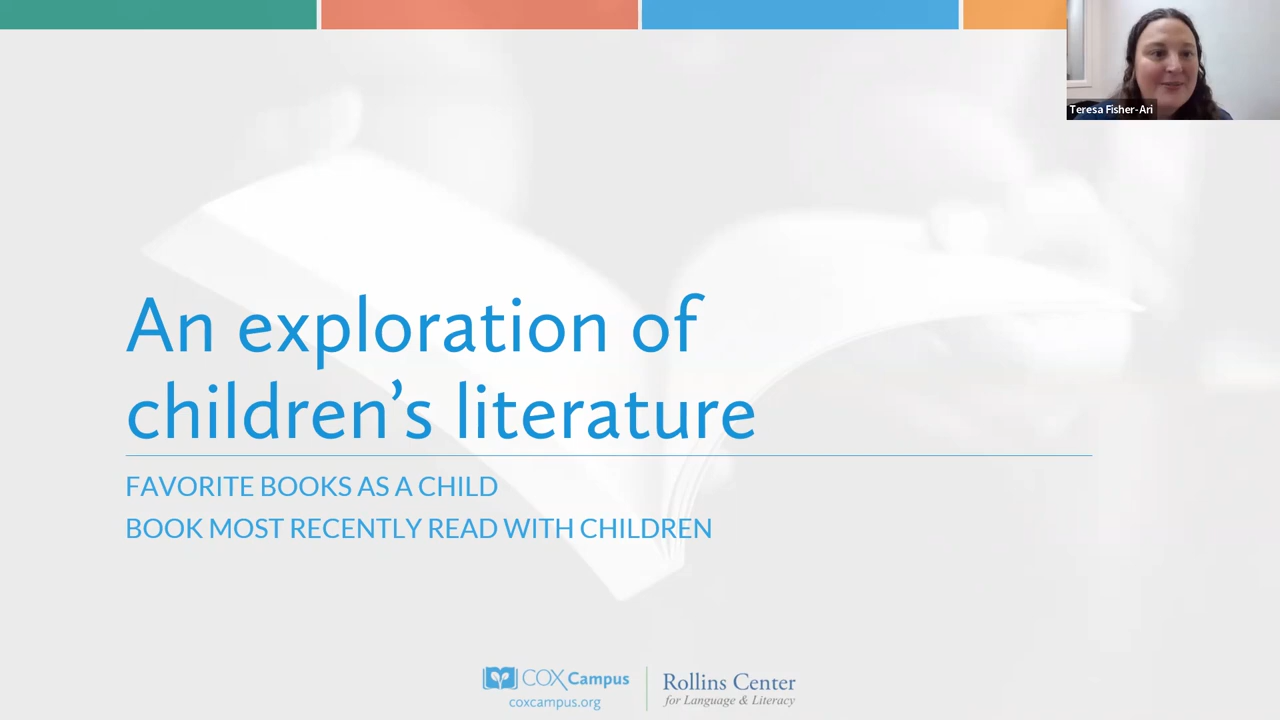 Teresa Fisher-Ari
An exploration of
children’s literature
FAVORITE BOOKS AS A CHILD
BOOK MOST RECENTLY READ WITH CHILDREN
COX Campus
coxcampus.org
Rollins Center
for Language & Literacy